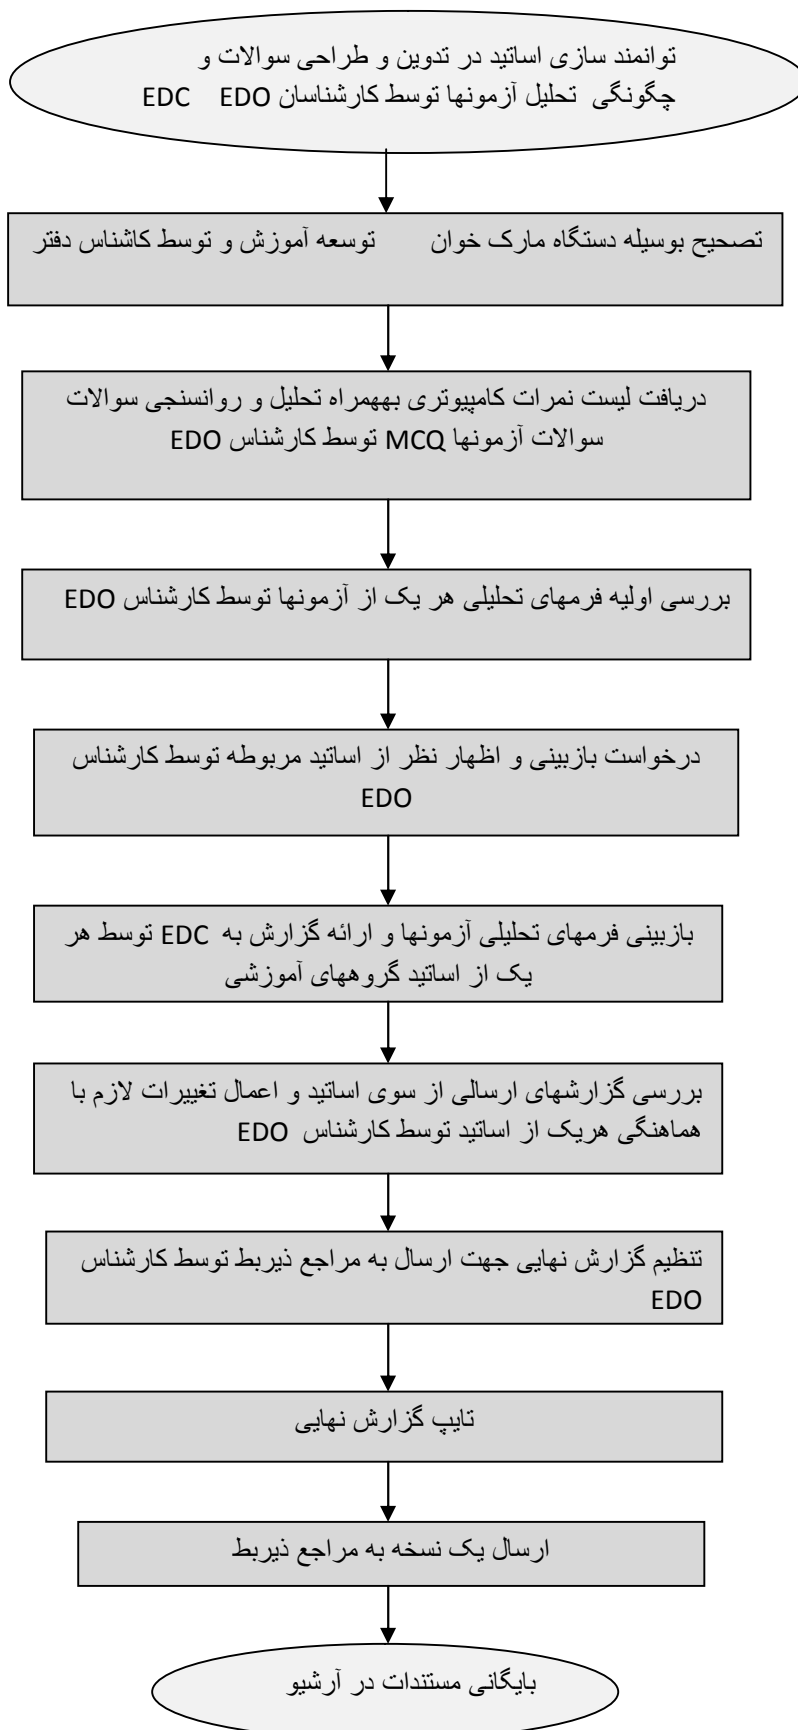 توانمند سازی اساتید در تدوین و طراحی سوالات و
چگونگی تحلیل آزمونها توسط کارشناسان EDO EDC
تصحیح بوسیله دستگاه مارک خوان توسعه آموزش و توسط کاشناس دفتر
دریافت لیست نمرات کامپیوتری بههمراه تحلیل و روانسنجی سوالات
سوالات آزمونها MCQ توسط کارشناس EDO
بررسی اولیه فرمهای تحلیلی هر یک از آزمونها توسط کارشناس EDO
درخواست بازبینی و اظهار نظر از اساتید مربوطه توسط کارشناس
EDO
بازبینی فرمهای تحلیلی آزمونها و ارائه گزارش به EDC توسط هر
یک از اساتید گروههای آموزشی
بررسی گزارشهای ارسالی از سوی اساتید و اعمال تغییرات لازم با
هماهنگی هریک از اساتید توسط کارشناس EDO
تنظیم گزارش نهایی جهت ارسال به مراجع ذیربط توسط کارشناس
EDO
تایپ گزارش نهایی
ارسال یک نسخه به مراجع ذیربط
بایگانی مستندات در آرشیو